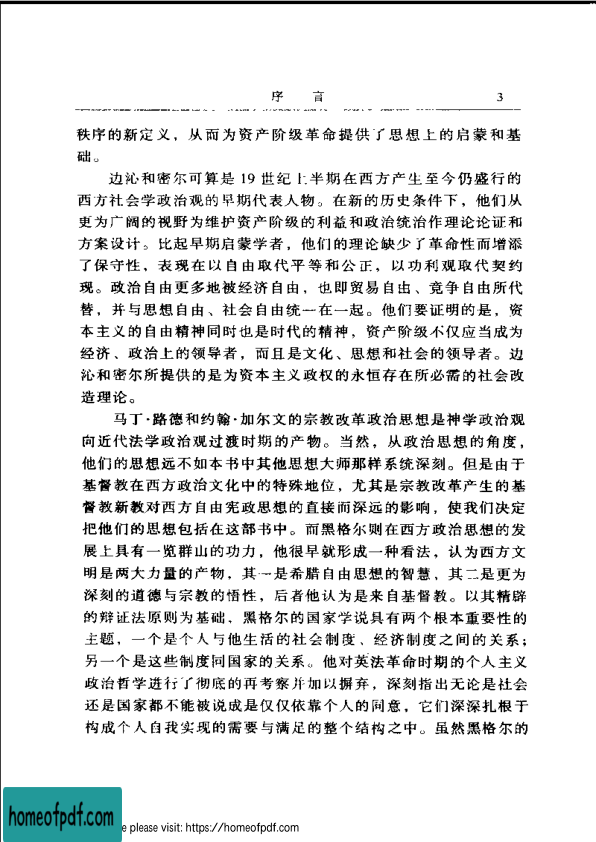 序 言 3
秩序的新定义，从而为资产阶级革命提供了思想上的启蒙和基
础。
边沁和密尔可算是 19 世纪上半期在西方产生至今仍盛行的
西方社会学政治观的早期代表人物。在新的历史条件下，他们从
更为广阔的视野为维护资产阶级的利益和政治统治作理论论证和
方案设计。比起早期启蒙学者，他们的理论缺少了革命性而增添
了保守性，表现在以自由取代平等和公正，以功利观取代契约
现。政治自由更多地被经济自由，也即贸易自由、竞争自由所代
替，并与思想自由、社会自由统一在一起。他们要证明的是，资
本主义的自由精神同时也是时代的精神，资产阶级不仅应当成为
经济、政治上的领导者，而且是文化、思想和社会的领导者。边
沁和密尔所提供的是为资本主义政权的永恒存在所必需的社会改
造理论。
马丁·路德和约翰·加尔文的宗教改革政治思想是神学政治观
向近代法学政治观过渡时期的产物。当然，从政治思想的角度，
他们的思想远不如本书中其他思想大师那样系统深刻。但是由于
基督教在西方政治文化中的特殊地位，尤其是宗教改革产生的基
督教新教对西方自由宪政思想的直接而深远的影响，使我们决定
把他们的思想包括在这部书中。而黑格尔则在西方政治思想的发
展上具有一览群山的功力，他很早就形成一种看法，认为西方文
明是两大力量的产物，其一是希腊自由思想的智慧，其二是更为
深刻的道德与宗教的悟性，后者他认为是来自基督教。以其精辟
的辩证法原则为基础，黑格尔的国家学说具有两个根本重要性的
主题，一个是个人与他生活的社会制度、经济制度之间的关系；
另一个是这些制度同国家的关系。他对英法革命时期的个人主义
政治哲学进行了彻底的再考察并加以摒弃，深刻指出无论是社会
还是国家都不能被说成是仅仅依靠个人的同意，它们深深扎根于
构成个人自我实现的需要与满足的整个结构之中。虽然黑格尔的
homeofpdf.com
e please visit: https://homeofpdf.com